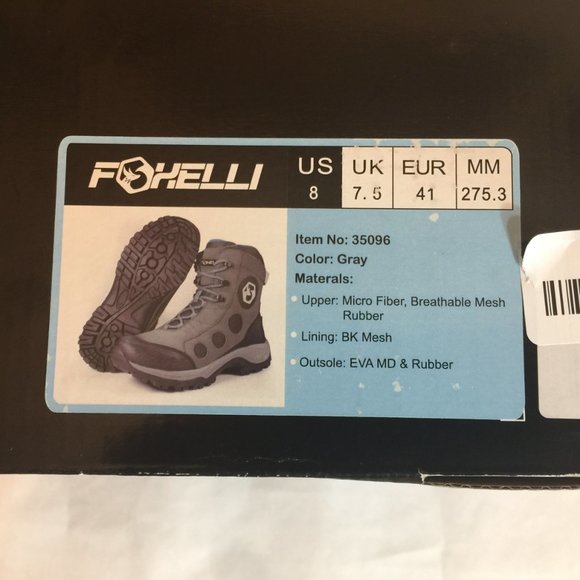 FOXELLI
US UK EUR MM
8 7.5 41 275.3
Item No: 35096
Color: Gray
Materals:
Upper: Micro Fiber, Breathable Mesh
Rubber
Lining: BK Mesh
Outsole: EVA MD & Rubber